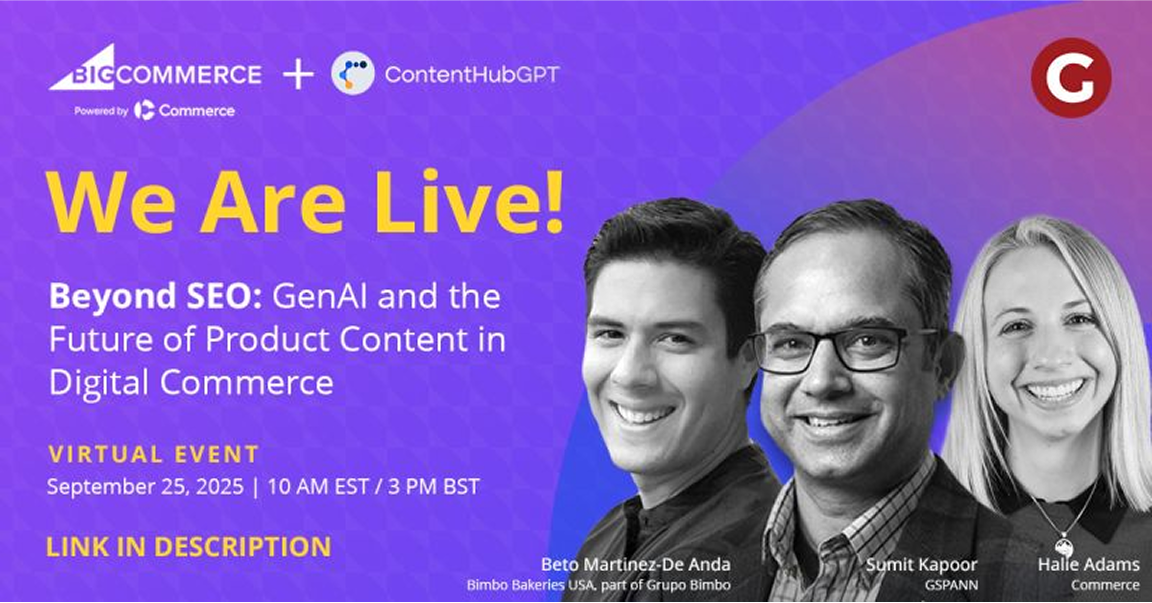 BIGCOMMERCE + ContentHubGPT
Powered by Commerce
G
We Are Live!
Beyond SEO: GenAI and the
Future of Product Content in
Digital Commerce
VIRTUAL EVENT
September 25, 2025 | 10 AM EST / 3 PM BST
LINK IN DESCRIPTION
Beto Martinez-De Anda
Bimbo Bakeries USA, part of Grupo Bimbo
Sumit Kapoor
GSPANN
Halie Adams
Commerce